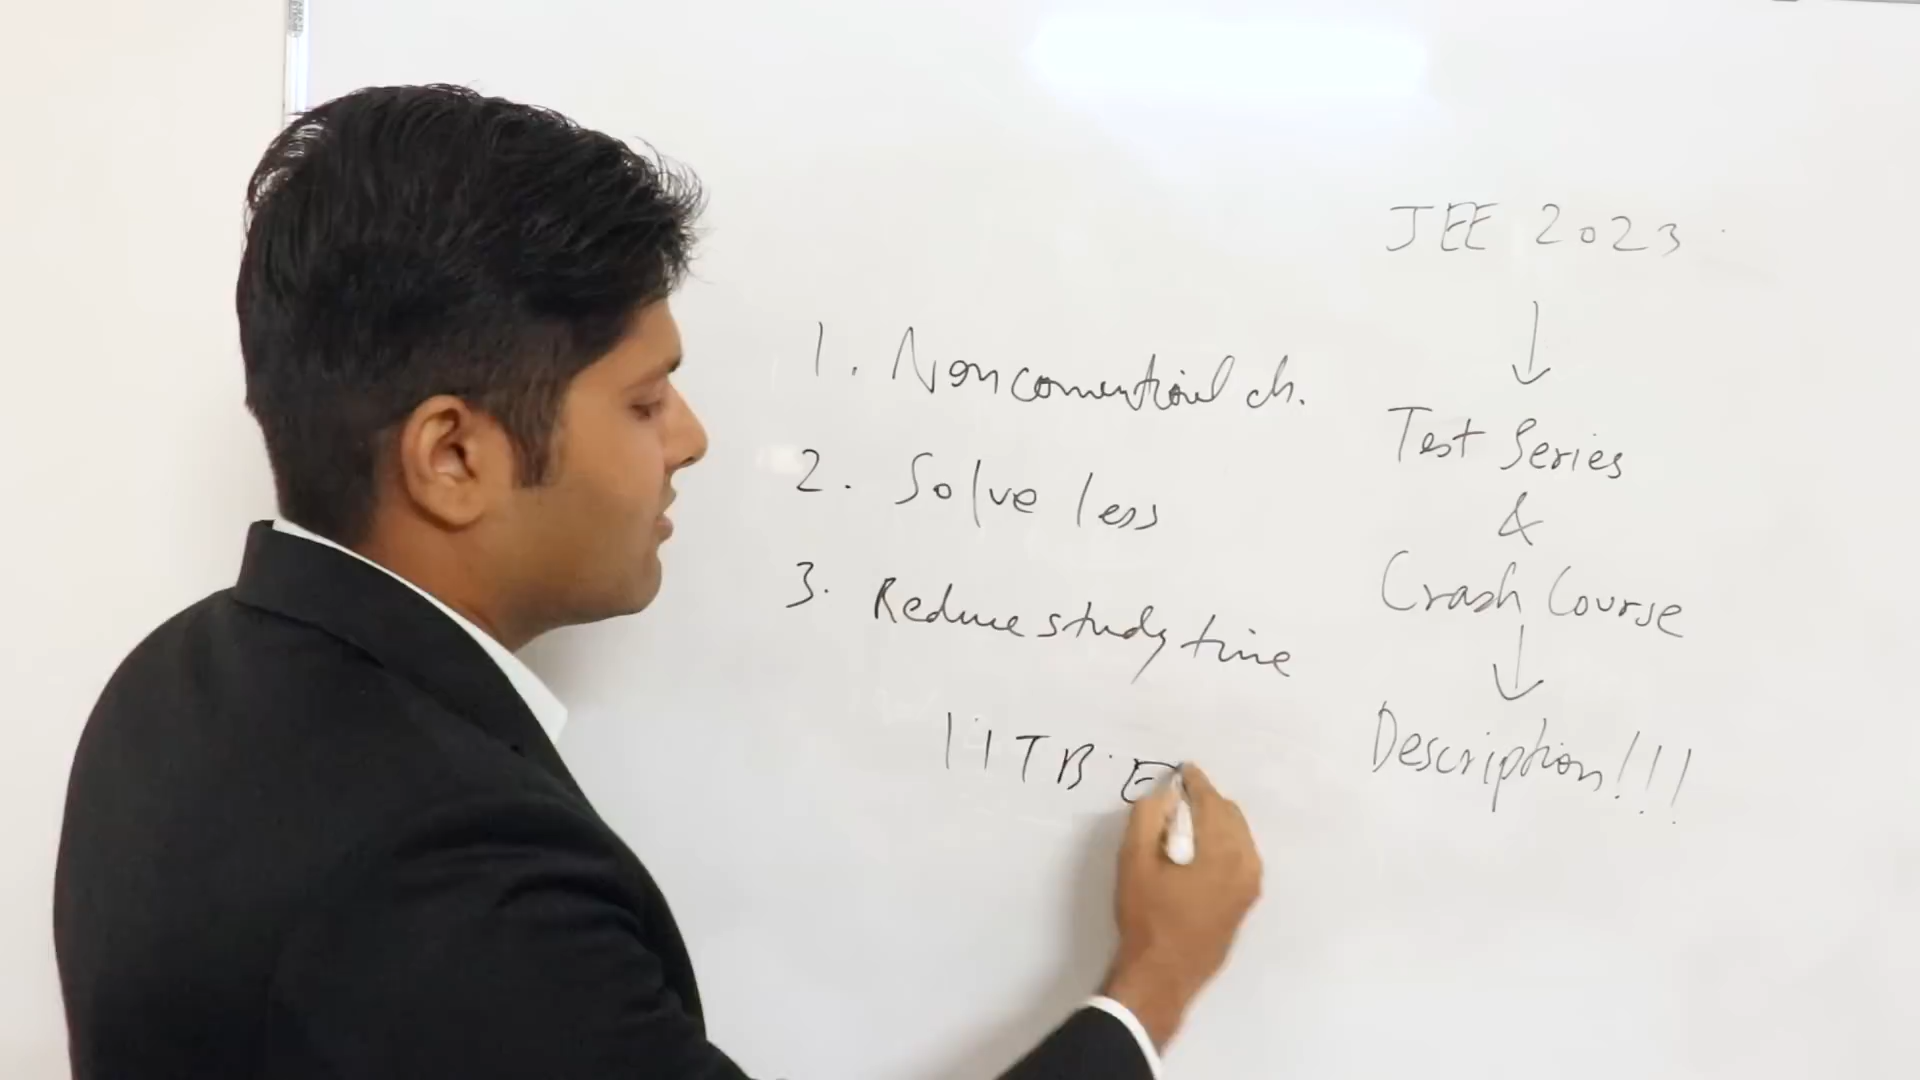 1. Nonconventional ch.
2. Solve less
3. Reduce study time
IITB E
JEE 2023
↓
Test Series
&
Crash Course
↓
Description!!!